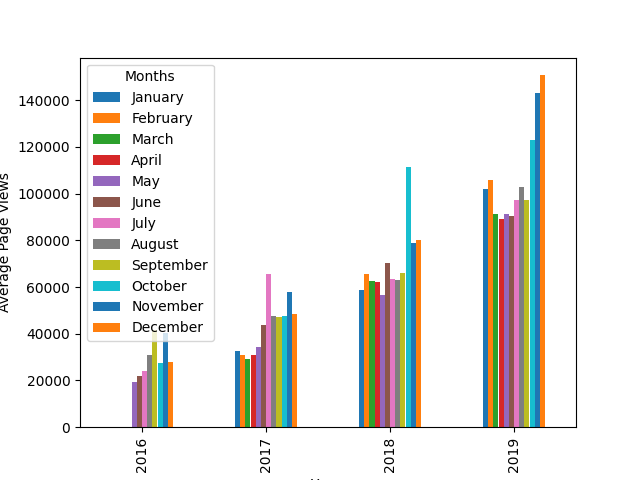 Months
January
February
March
April
May
June
July
August
September
October
November
December
140000
120000
100000
80000
60000
40000
20000
0
Average Page Views
2016
2017
2018
2019